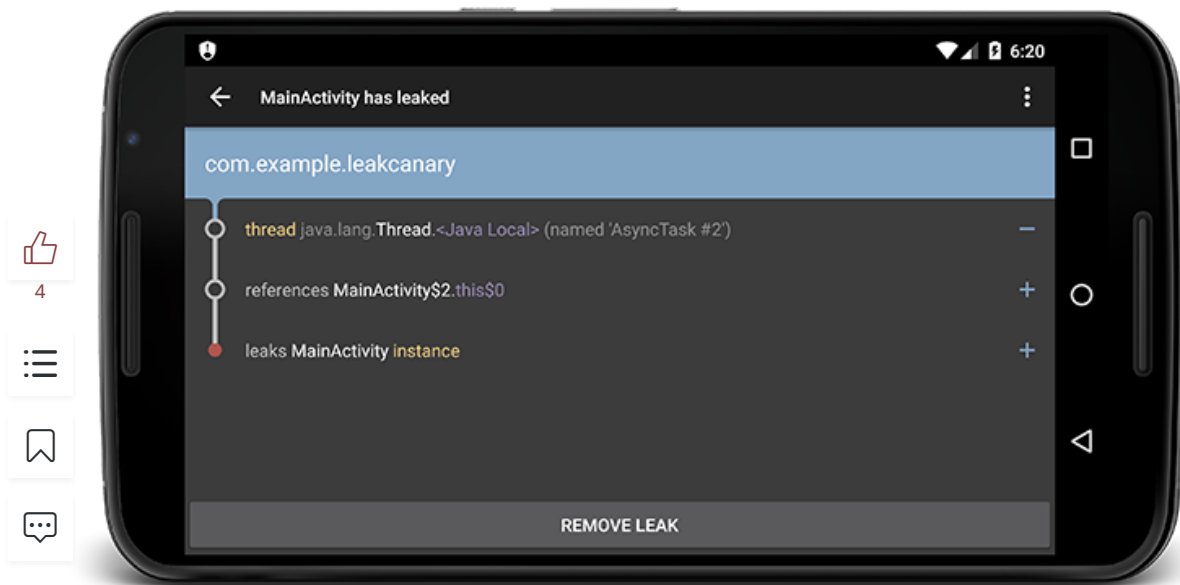 6:20
MainActivity has leaked
com.example.leakcanary
thread java.lang.Thread.<Java Local> (named 'AsyncTask #2')
references MainActivity$2.this$0
leaks MainActivity instance
REMOVE LEAK
4